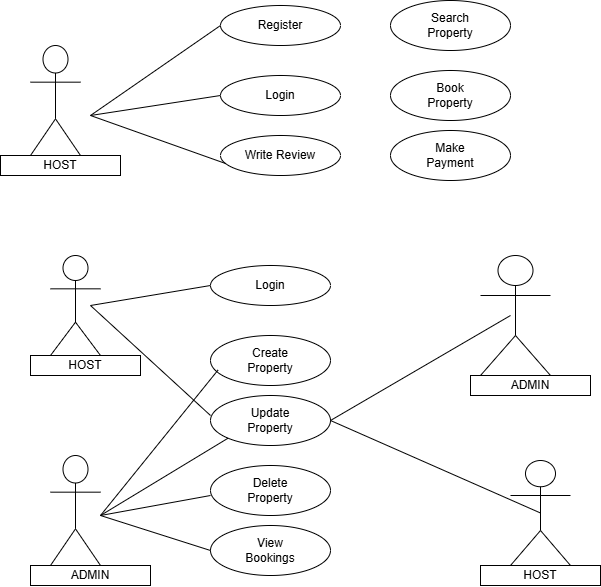 Register
Search
Property
Login
Book
Property
Write Review
Make
Payment
HOST
Login
HOST
Create
Property
ADMIN
Update
Property
Delete
Property
View
Bookings
ADMIN
HOST